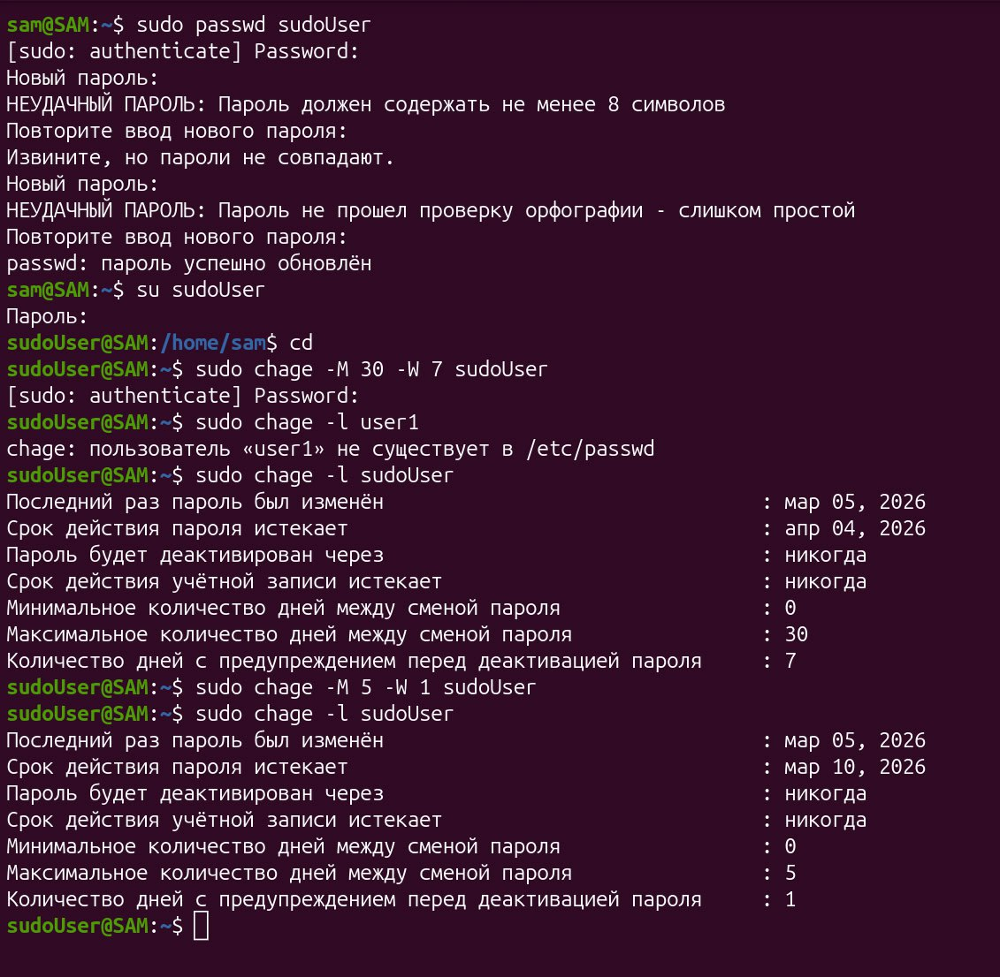 sam@SAM:~$ sudo passwd sudoUser
[sudo: authenticate] Password:
Новый пароль:
НЕУДАЧНЫЙ ПАРОЛЬ: Пароль должен содержать не менее 8 символов
Повторите ввод нового пароля:
Извините, но пароли не совпадают.
Новый пароль:
НЕУДАЧНЫЙ ПАРОЛЬ: Пароль не прошел проверку орфографии - слишком простой
Повторите ввод нового пароля:
passwd: пароль успешно обновлён
sam@SAM:~$ su sudoUser
Пароль:
sudoUser@SAM:/home/sam$ cd
sudoUser@SAM:~$ sudo chage -M 30 -W 7 sudoUser
[sudo: authenticate] Password:
sudoUser@SAM:~$ sudo chage -l user1
chage: пользователь «user1» не существует в /etc/passwd
sudoUser@SAM:~$ sudo chage -l sudoUser
Последний раз пароль был изменён : мар 05, 2026
Срок действия пароля истекает : апр 04, 2026
Пароль будет деактивирован через : никогда
Срок действия учётной записи истекает : никогда
Минимальное количество дней между сменой пароля : 0
Максимальное количество дней между сменой пароля : 30
Количество дней с предупреждением перед деактивацией пароля : 7
sudoUser@SAM:~$ sudo chage -M 5 -W 1 sudoUser
sudoUser@SAM:~$ sudo chage -l sudoUser
Последний раз пароль был изменён : мар 05, 2026
Срок действия пароля истекает : мар 10, 2026
Пароль будет деактивирован через : никогда
Срок действия учётной записи истекает : никогда
Минимальное количество дней между сменой пароля : 0
Максимальное количество дней между сменой пароля : 5
Количество дней с предупреждением перед деактивацией пароля : 1
sudoUser@SAM:~$